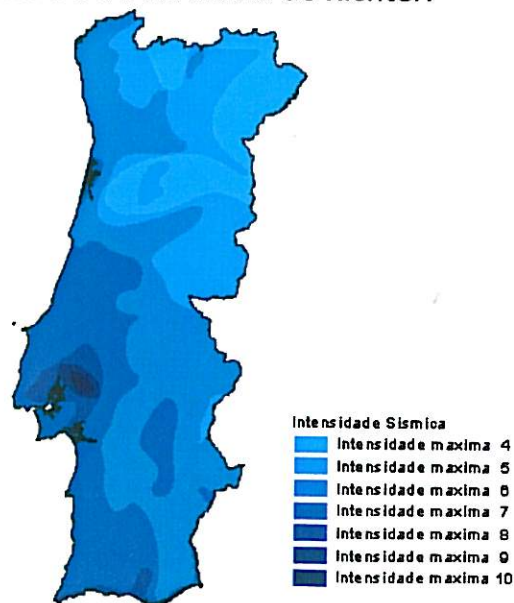 Intensidade Sísmica
Intensidade maxima 4
Intensidade maxima 5
Intensidade maxima 6
Intensidade maxima 7
Intensidade maxima 8
Intensidade maxima 9
Intensidade maxima 10